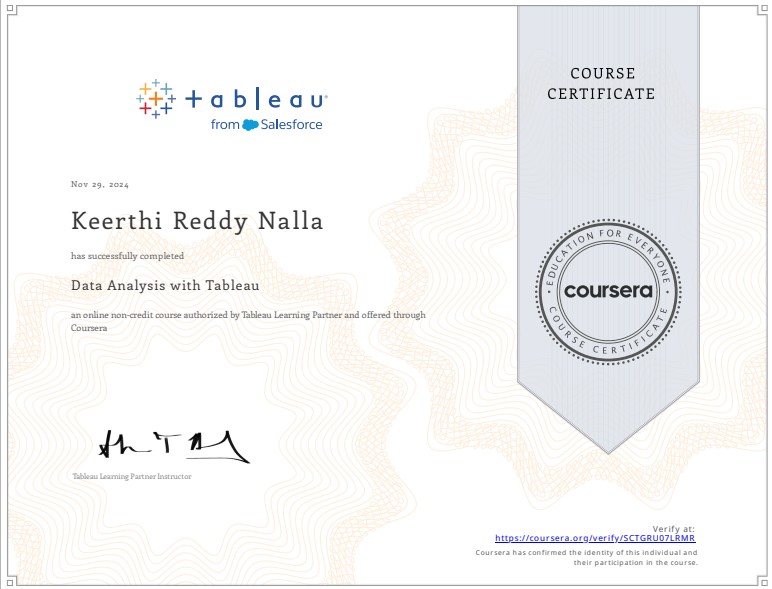 +ableau
from Salesforce
COURSE
CERTIFICATE
Nov 29, 2024
Keerthi Reddy Nalla
has successfully completed
Data Analysis with Tableau
an online non-credit course authorized by Tableau Learning Partner and offered through
Coursera
EDUCATION FOR EVERYONE
coursera
COURSE CERTIFICATE
Tableau Learning Partner Instructor
Verify at:
https://coursera.org/verify/SCTGRU07LRMR
Coursera has confirmed the identity of this individual and
their participation in the course.